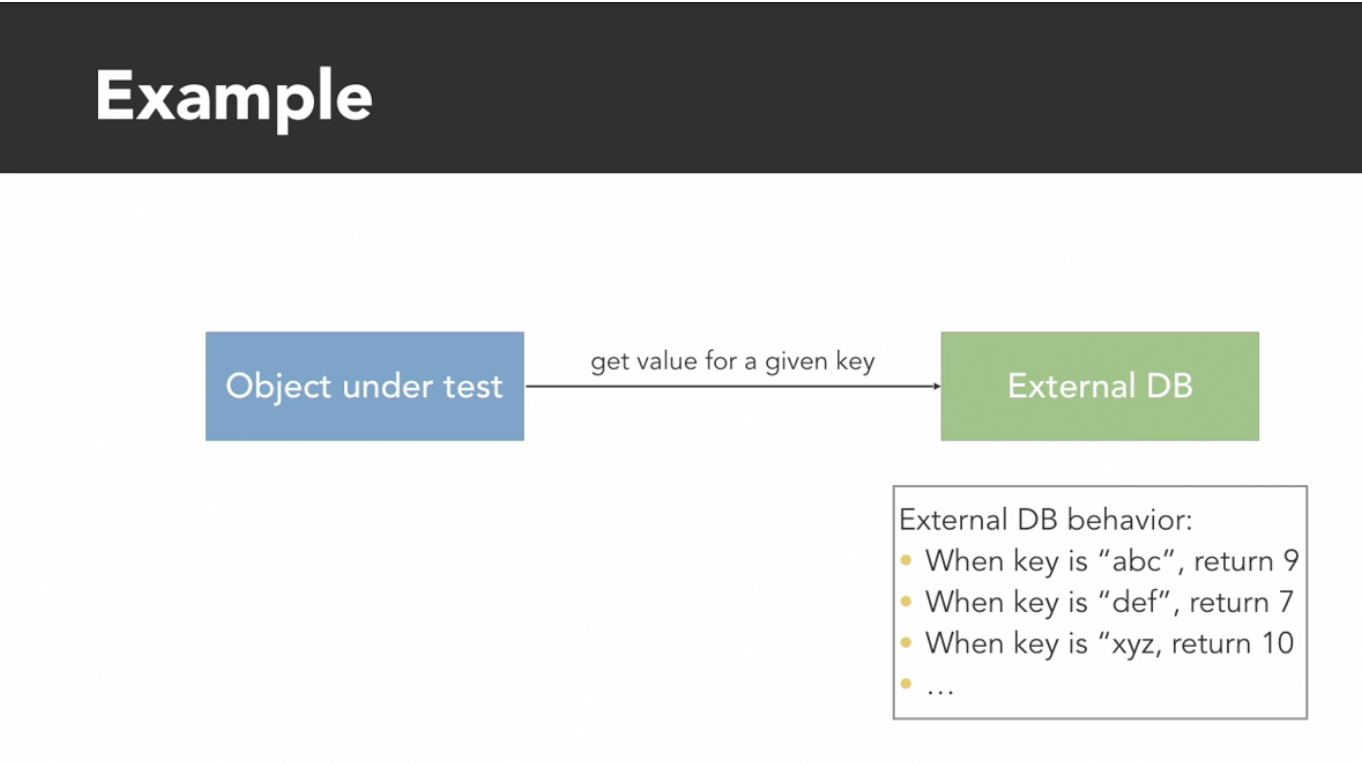 Example
Object under test
get value for a given key
External DB
External DB behavior:
• When key is “abc”, return 9
• When key is “def”, return 7
• When key is “xyz, return 10
• …